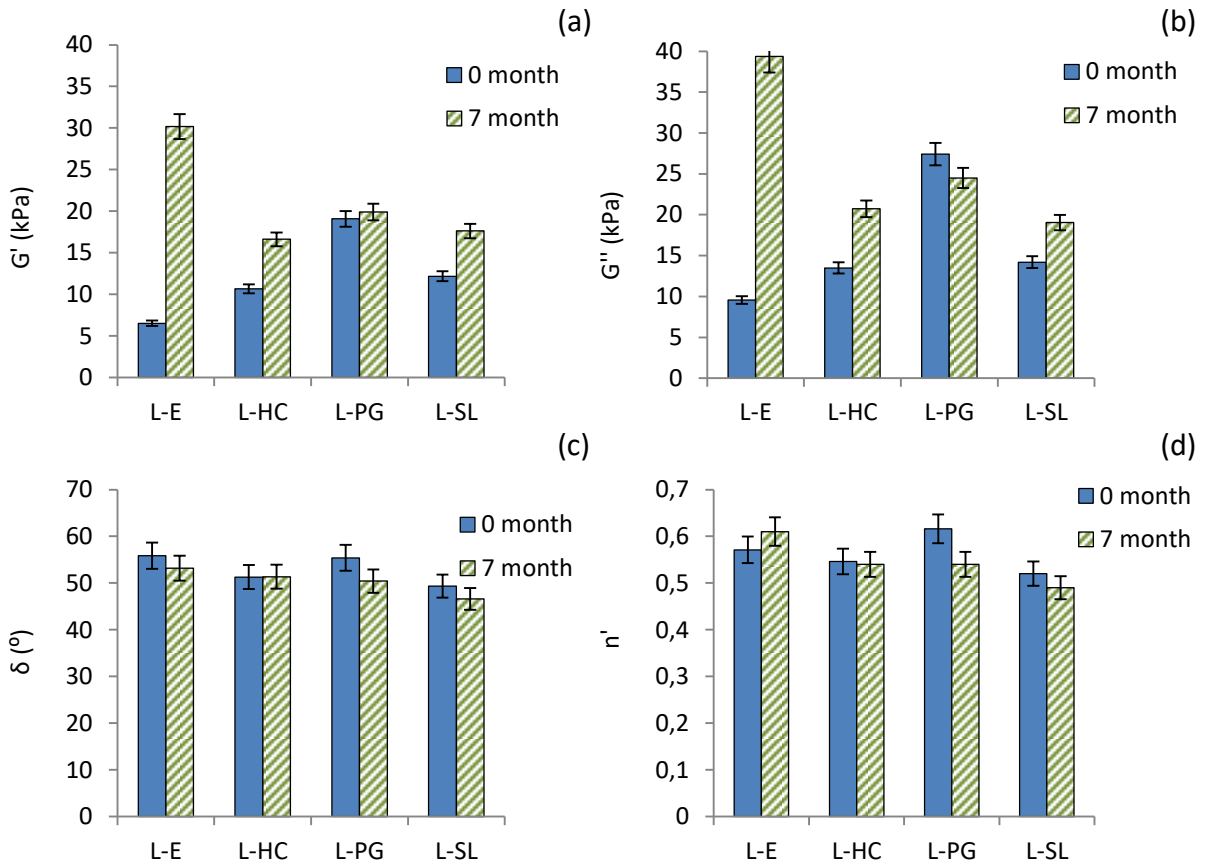 (a)
40
35
30
25
20
15
10
5
0
G' (kPa)
0 month
7 month
L-E L-HC L-PG L-SL
(b)
40
35
30
25
20
15
10
5
0
G'' (kPa)
0 month
7 month
L-E L-HC L-PG L-SL
(c)
70
60
50
40
30
20
10
0
δ (º)
0 month
7 month
L-E L-HC L-PG L-SL
(d)
0,7
0,6
0,5
0,4
0,3
0,2
0,1
0
n'
0 month
7 month
L-E L-HC L-PG L-SL